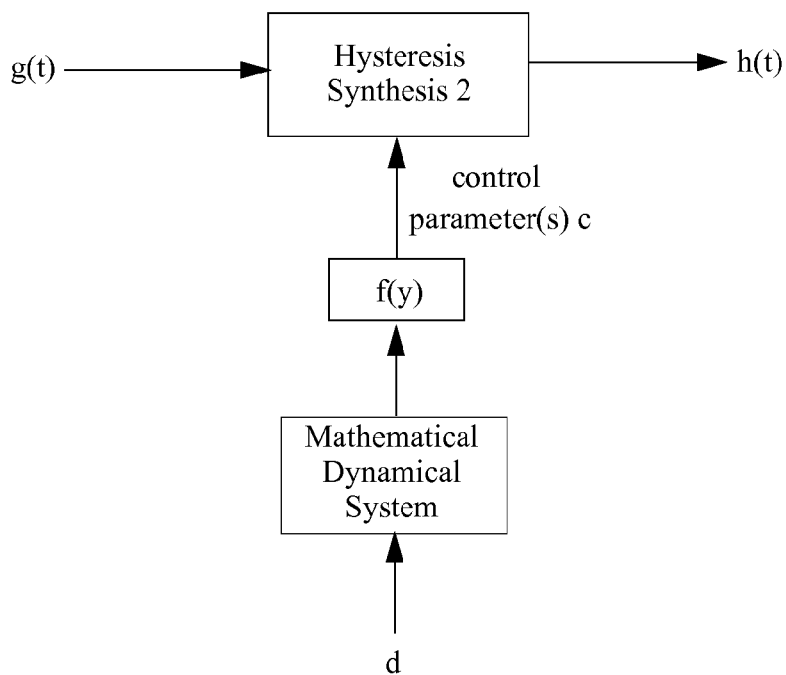 Hysteresis
Synthesis 2
g(t)
h(t)
control
parameter(s) c
f(y)
Mathematical
Dynamical
System
d